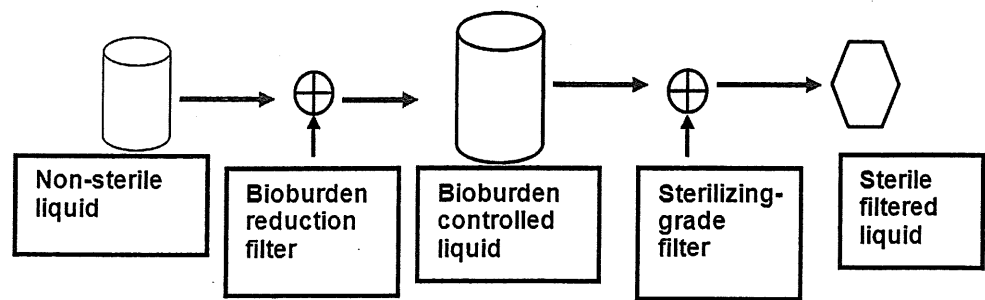 Non-sterile
liquid
Bioburden
reduction
filter
Bioburden
controlled
liquid
Sterilizing-
grade
filter
Sterile
filtered
liquid